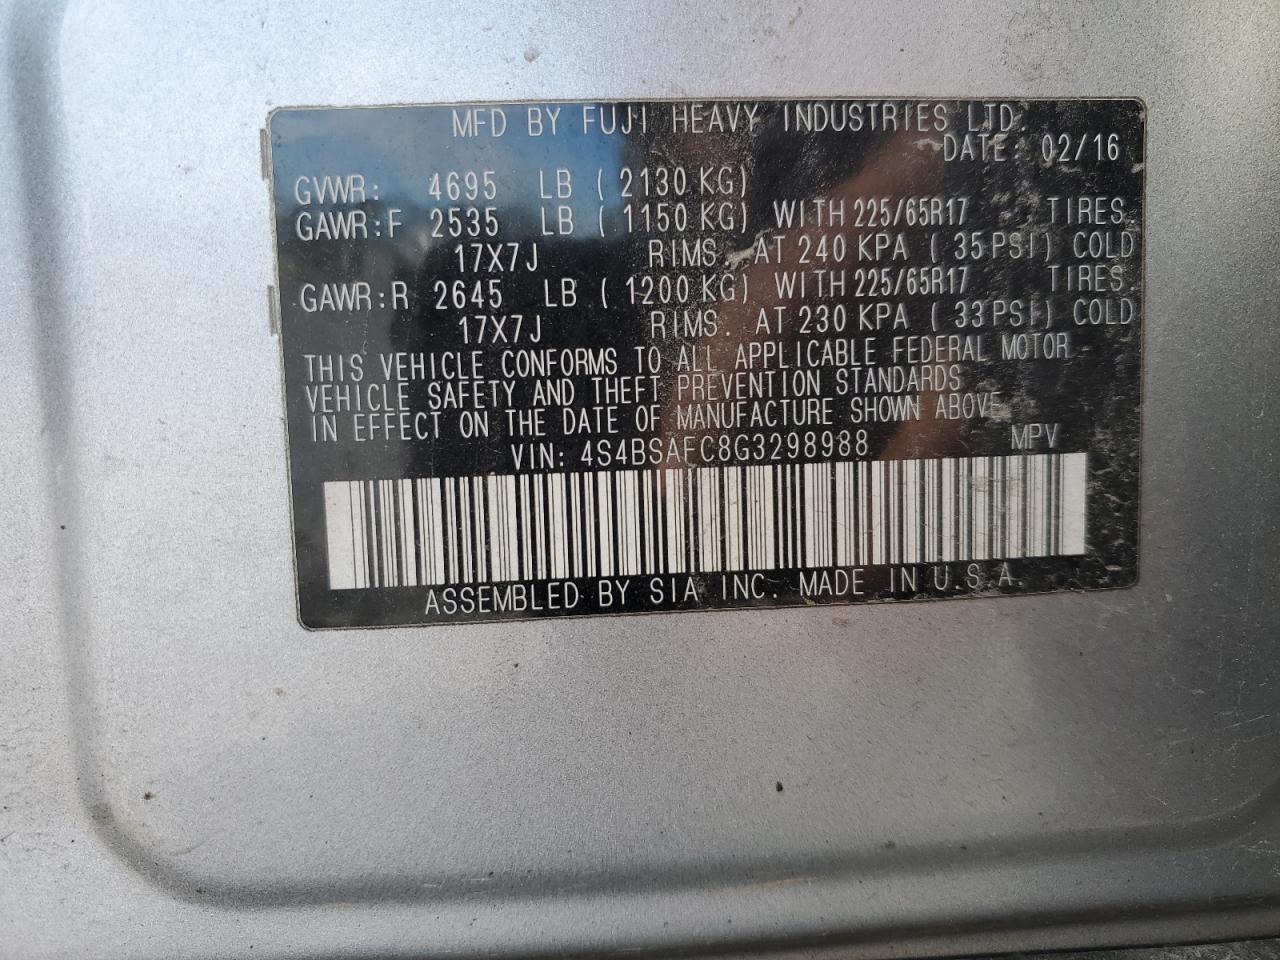 MFD BY FUJI HEAVY INDUSTRIES LTD.
DATE: 02/16
GVWR: 4695 LB ( 2130 KG)
GAWR:F 2535 LB ( 1150 KG) WITH 225/65R17 TIRES.
17X7J RIMS. AT 240 KPA ( 35 PSI) COLD
GAWR:R 2645 LB ( 1200 KG) WITH 225/65R17 TIRES.
17X7J RIMS. AT 230 KPA ( 33 PSI) COLD
THIS VEHICLE CONFORMS TO ALL APPLICABLE FEDERAL MOTOR
VEHICLE SAFETY AND THEFT PREVENTION STANDARDS
IN EFFECT ON THE DATE OF MANUFACTURE SHOWN ABOVE
VIN: 4S4BSAFC8G3298988 MPV
ASSEMBLED BY SIA INC. MADE IN U.S.A.